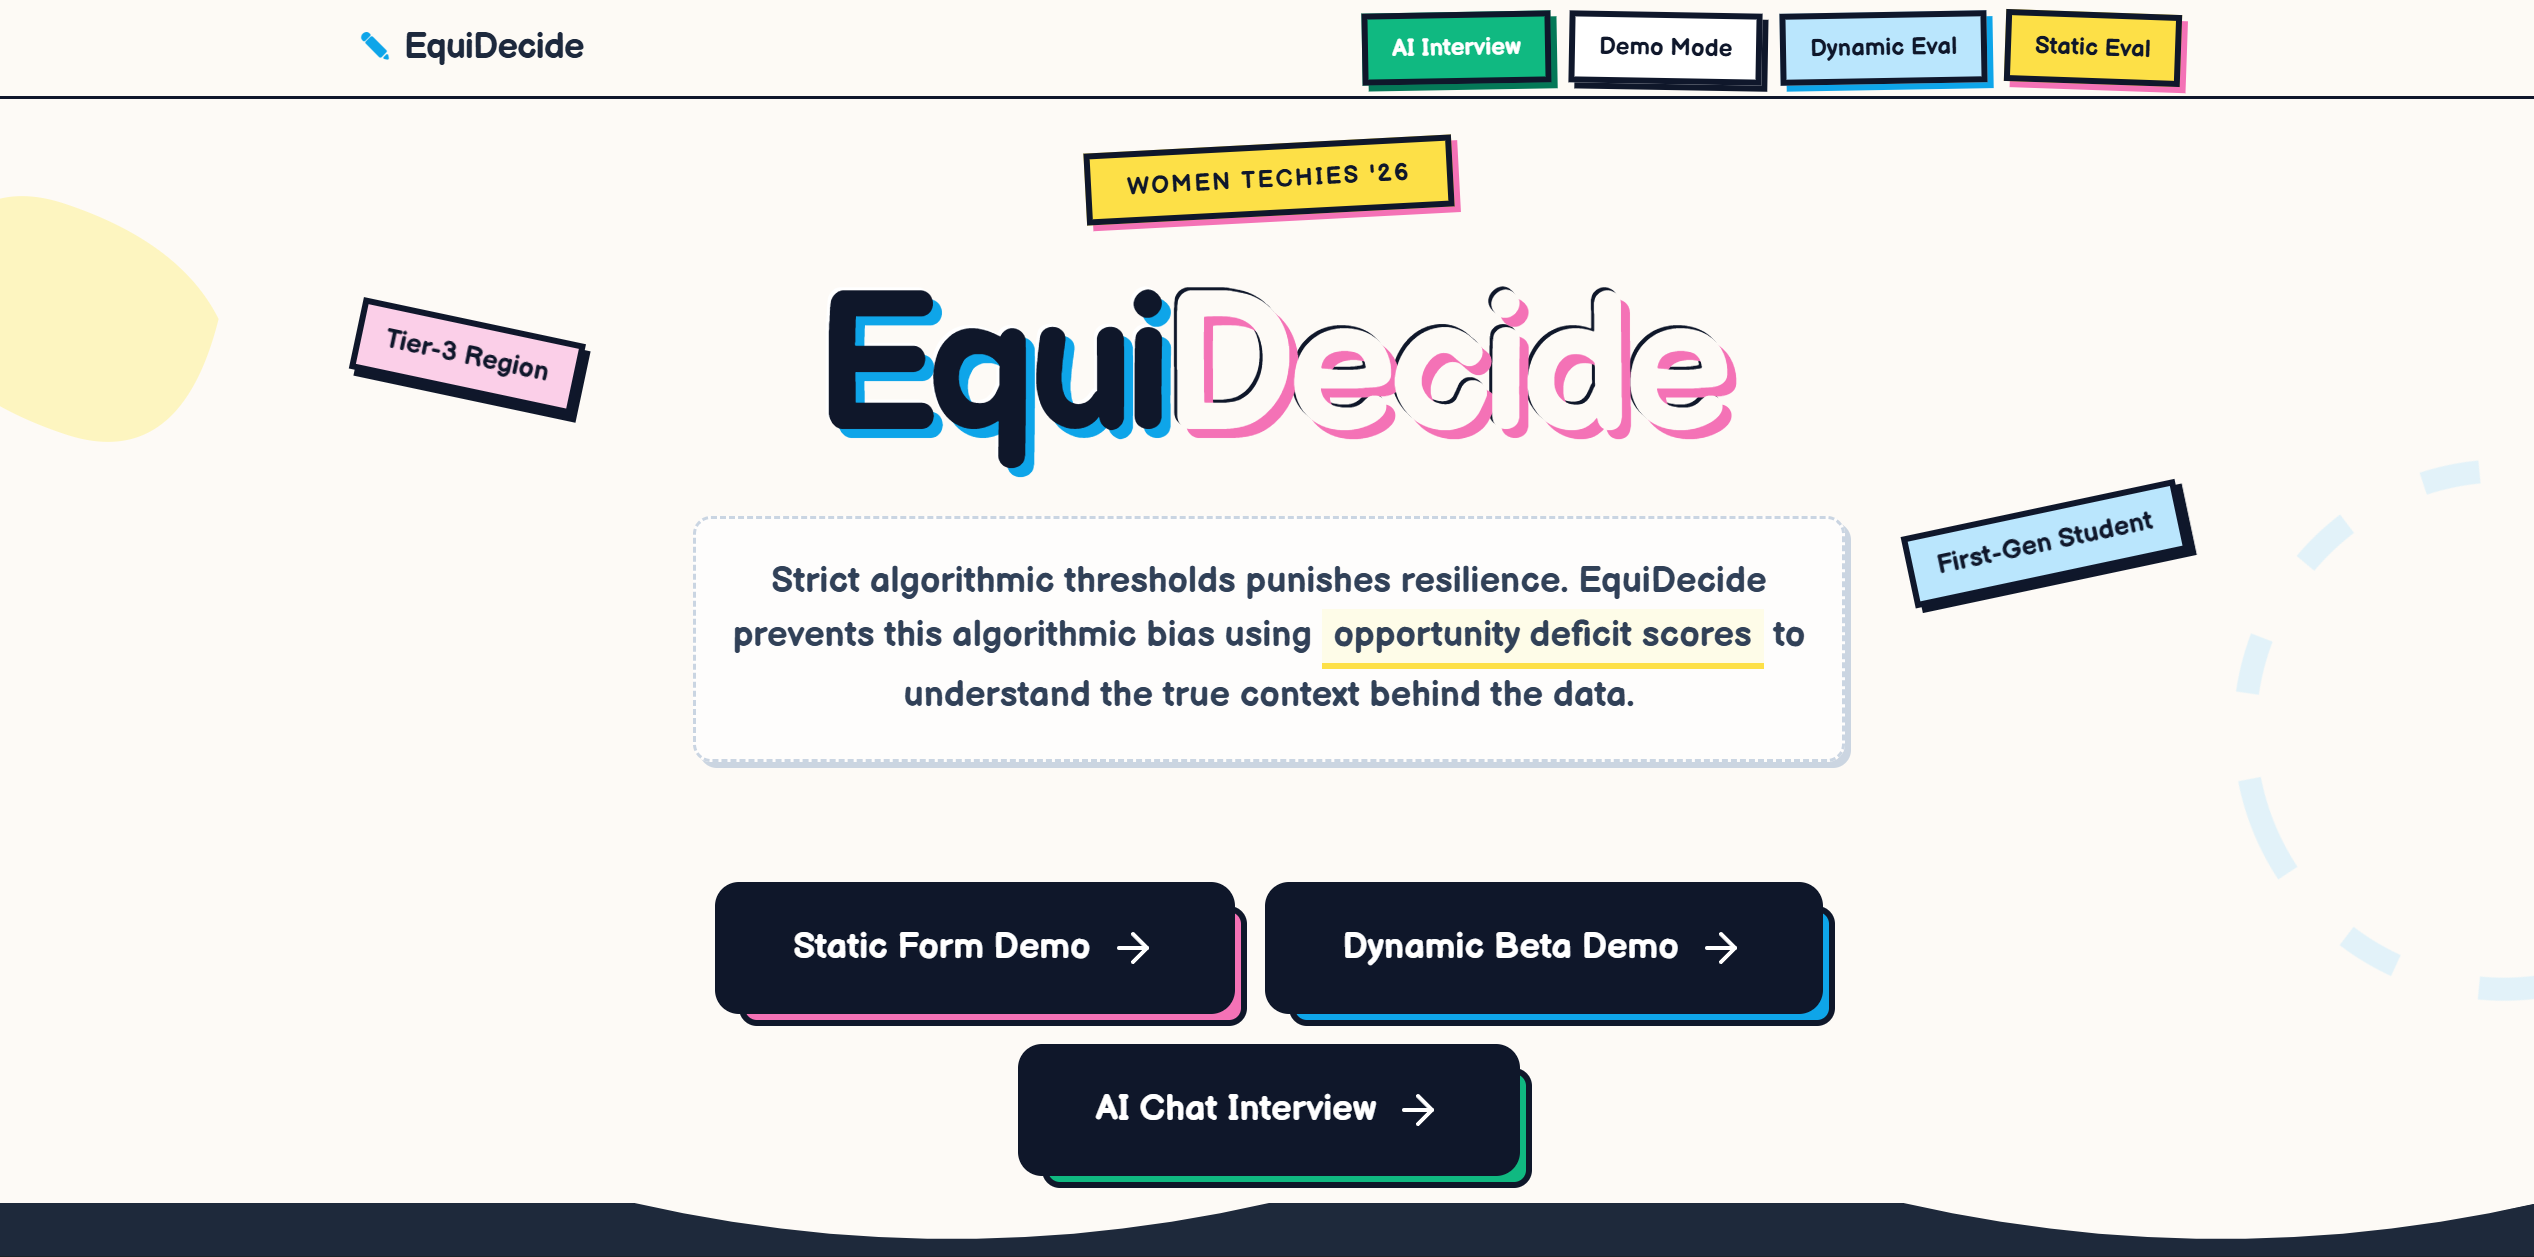 EquiDecide
AI Interview
Demo Mode
Dynamic Eval
Static Eval
WOMEN TECHIES '26
Tier-3 Region
EquiDecide
First-Gen Student
Strict algorithmic thresholds punishes resilience. EquiDecide
prevents this algorithmic bias using opportunity deficit scores to
understand the true context behind the data.
Static Form Demo
Dynamic Beta Demo
AI Chat Interview